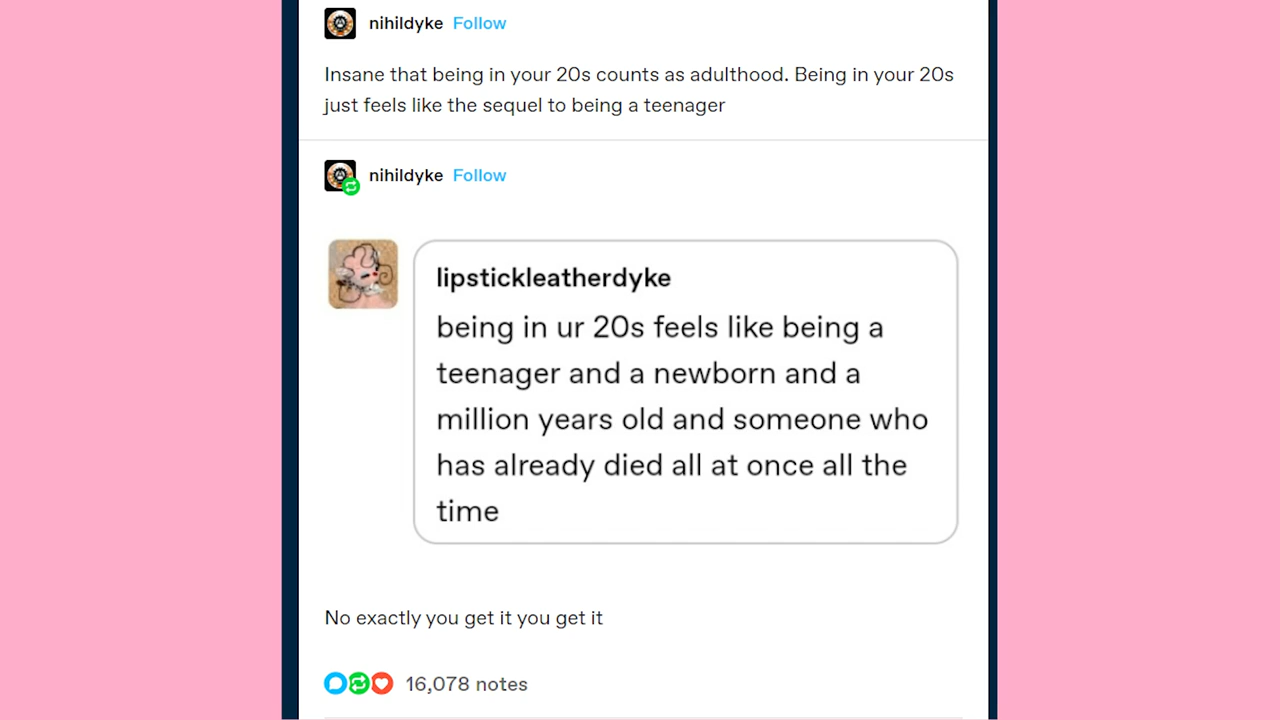 nihildyke Follow
Insane that being in your 20s counts as adulthood. Being in your 20s
just feels like the sequel to being a teenager
nihildyke Follow
lipstickleatherdyke
being in ur 20s feels like being a
teenager and a newborn and a
million years old and someone who
has already died all at once all the
time
No exactly you get it you get it
16,078 notes